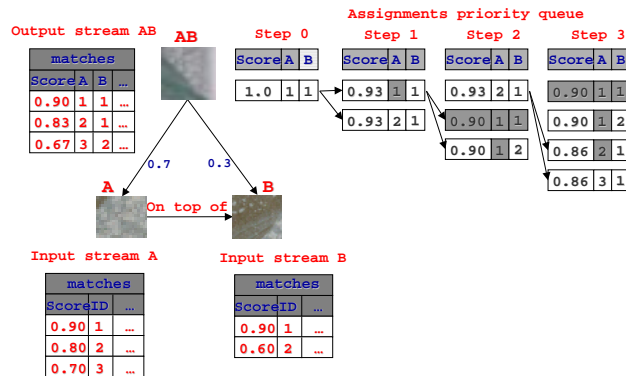 Assignments priority queue
Output stream AB
AB
Step 0
Step 1
Step 2
Step 3
matches
Score A B …
0.90 1 1 …
0.83 2 1 …
0.67 3 2 …
Score A B
1.0 1 1
Score A B
0.93 1 1
0.93 2 1
Score A B
0.93 2 1
0.90 1 1
0.90 1 2
Score A B
0.90 1 1
0.90 1 2
0.86 2 1
0.86 3 1
0.7
0.3
A
B
On top of
Input stream A
matches
Score ID …
0.90 1 …
0.80 2 …
0.70 3 …
Input stream B
matches
Score ID …
0.90 1 …
0.60 2 …